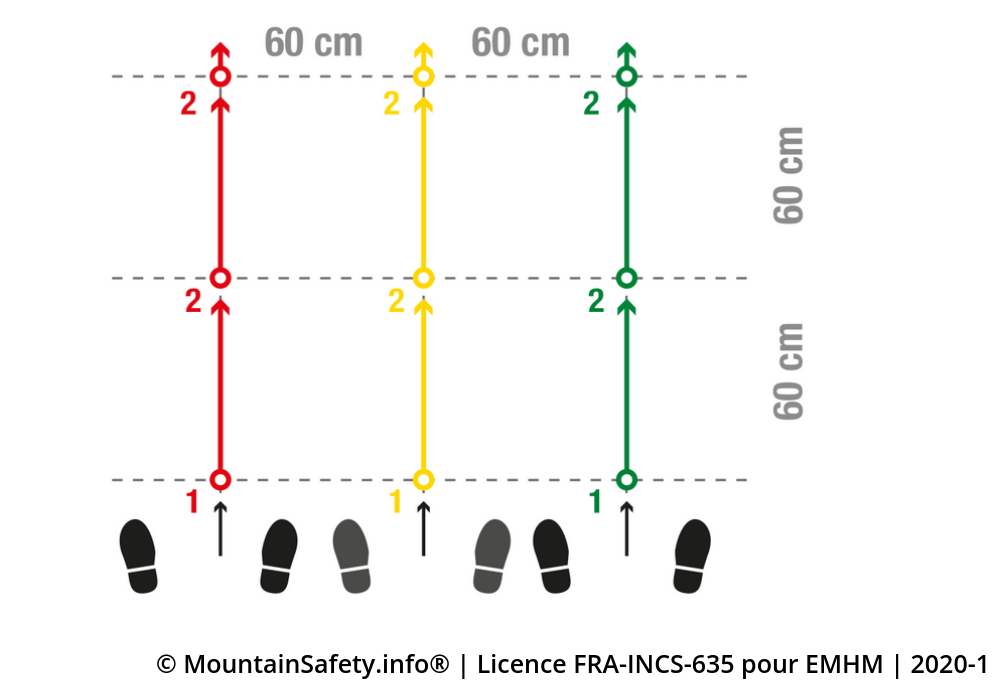 60 cm 60 cm
2 2 2
60 cm
2 2 2
60 cm
1 1 1
© MountainSafety.info® | Licence FRA-INCS-635 pour EMHM | 2020-1